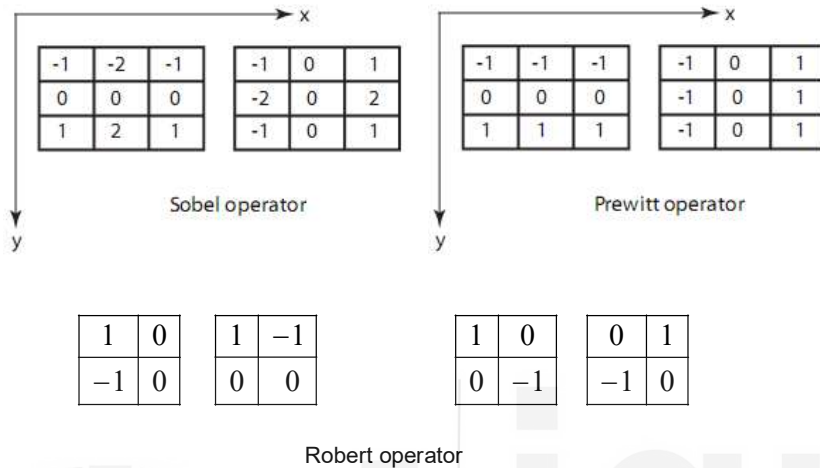 x
-1 -2 -1
0 0 0
1 2 1
-1 0 1
-2 0 2
-1 0 1
Sobel operator
y
x
-1 -1 -1
0 0 0
1 1 1
-1 0 1
-1 0 1
-1 0 1
Prewitt operator
y
1 0
−1 0
1 −1
0 0
1 0
0 −1
0 1
−1 0
Robert operator